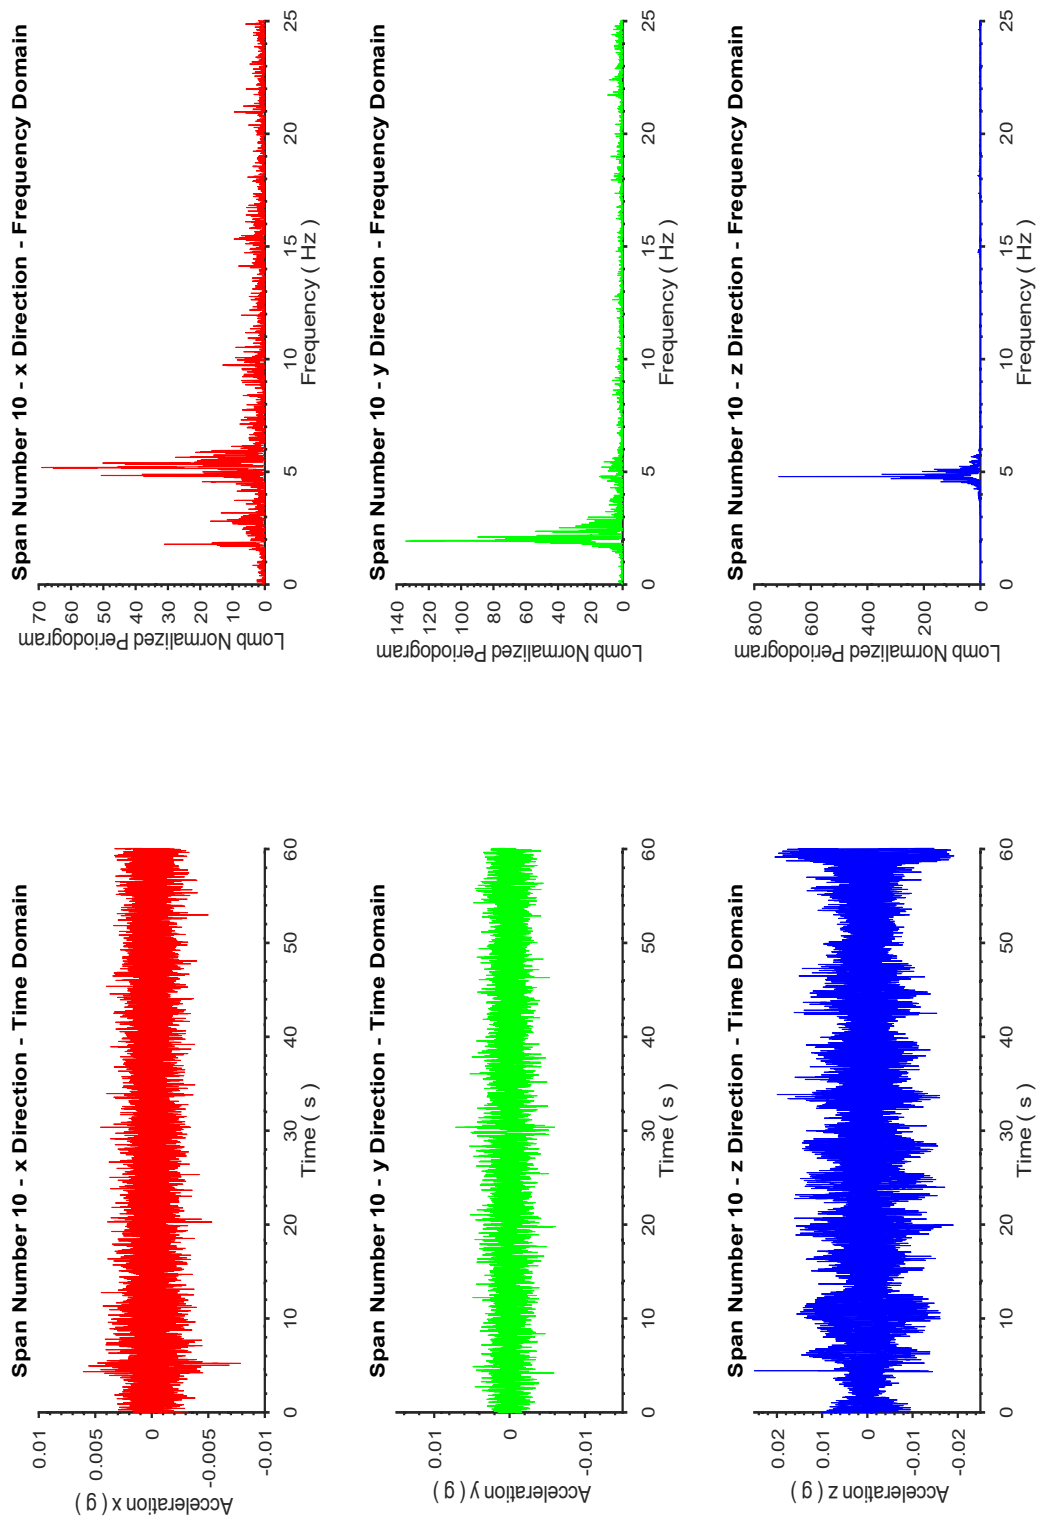 Span Number 10 - x Direction - Time Domain
Acceleration x ( g )
0.01
0.005
0
-0.005
-0.01
0 10 20 30 40 50 60
Time ( s )
Span Number 10 - x Direction - Frequency Domain
Lomb Normalized Periodogram
70
60
50
40
30
20
10
0
0 5 10 15 20 25
Frequency ( Hz )
Span Number 10 - y Direction - Time Domain
Acceleration y ( g )
0.01
0
-0.01
0 10 20 30 40 50 60
Time ( s )
Span Number 10 - y Direction - Frequency Domain
Lomb Normalized Periodogram
140
120
100
80
60
40
20
0
0 5 10 15 20 25
Frequency ( Hz )
Span Number 10 - z Direction - Time Domain
Acceleration z ( g )
0.02
0.01
0
-0.01
-0.02
0 10 20 30 40 50 60
Time ( s )
Span Number 10 - z Direction - Frequency Domain
Lomb Normalized Periodogram
800
600
400
200
0
0 5 10 15 20 25
Frequency ( Hz )